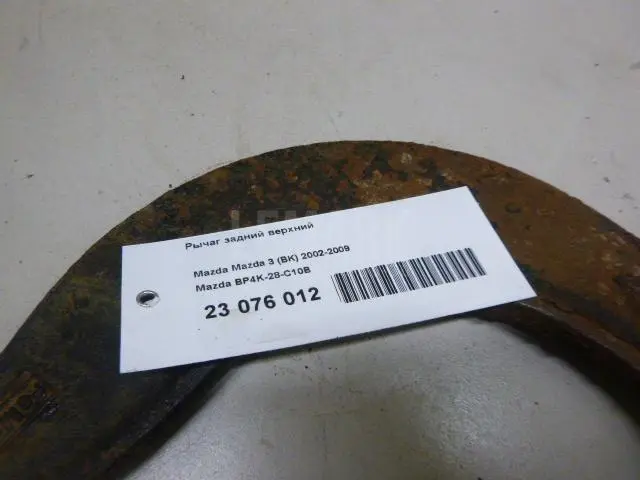 Рычаг задний верхний
Mazda Mazda 3 (BK) 2002-2009
Mazda BP4K-28-C10B
23 076 012